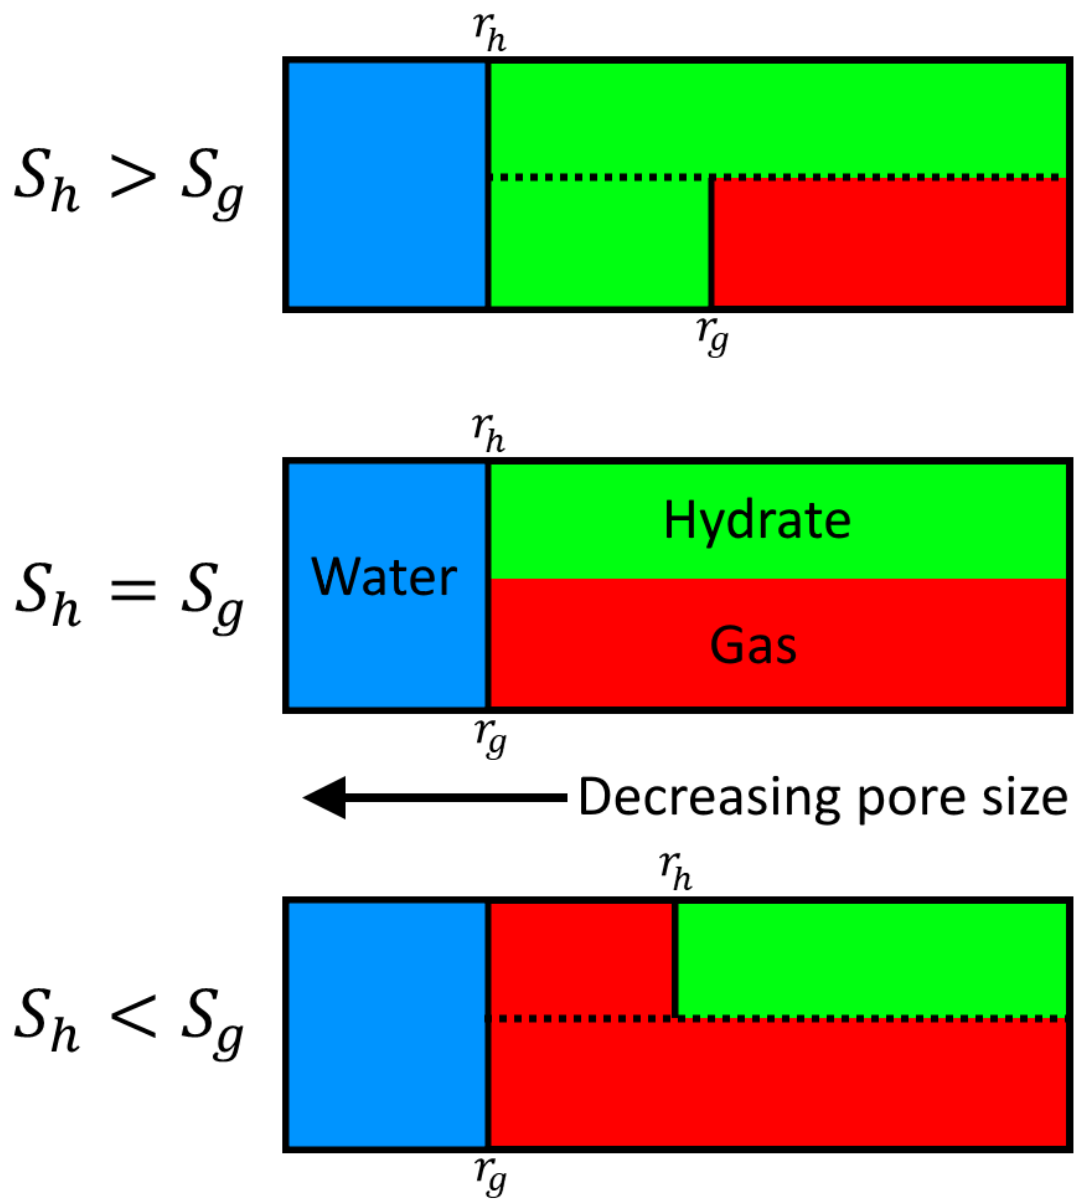 r_h
S_h > S_g
r_g
r_h
Hydrate
Water
S_h = S_g
Gas
r_g
Decreasing pore size
r_h
S_h < S_g
r_g